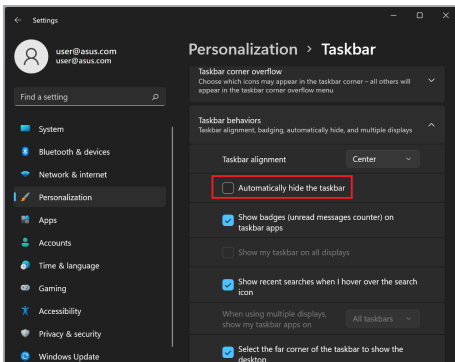 Settings
user@asus.com
user@asus.com
Find a setting
System
Bluetooth & devices
Network & internet
Personalization
Apps
Accounts
Time & language
Gaming
Accessibility
Privacy & security
Windows Update
Personalization > Taskbar
Taskbar corner overflow
Choose which icons may appear in the taskbar corner – all others will
appear in the taskbar corner overflow menu
Taskbar behaviors
Taskbar alignment, badging, automatically hide, and multiple displays
Taskbar alignment
Center
Automatically hide the taskbar
Show badges (unread messages counter) on
taskbar apps
Show my taskbar on all displays
Show recent searches when I hover over the search
icon
When using multiple displays,
show my taskbar apps on
All taskbars
Select the far corner of the taskbar to show the
desktop